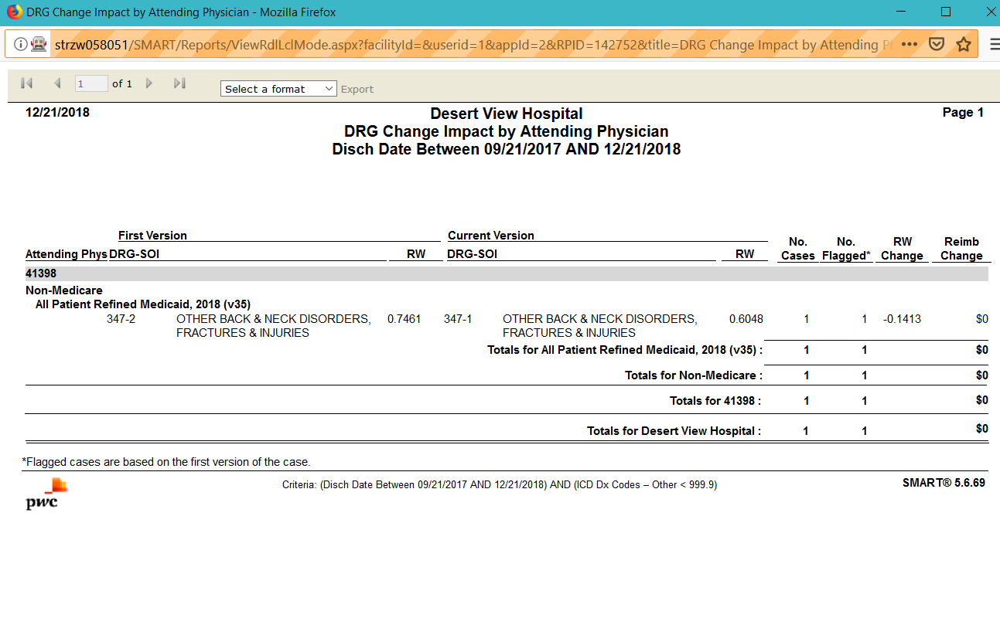 DRG Change Impact by Attending Physician - Mozilla Firefox
strzw058051/SMART/Reports/ViewRdlLclMode.aspx?facilityId=&userid=1&appId=2&RPID=142752&title=DRG Change Impact by Attending
1 of 1 Select a format Export
12/21/2018 Desert View Hospital Page 1
DRG Change Impact by Attending Physician
Disch Date Between 09/21/2017 AND 12/21/2018
First Version Current Version
No. No. RW Reimb
Attending Phys DRG-SOI RW DRG-SOI RW Cases Flagged* Change Change
41398
Non-Medicare
All Patient Refined Medicaid, 2018 (v35)
347-2 OTHER BACK & NECK DISORDERS, 0.7461 347-1 OTHER BACK & NECK DISORDERS, 0.6048 1 1 -0.1413 $0
FRACTURES & INJURIES FRACTURES & INJURIES
Totals for All Patient Refined Medicaid, 2018 (v35) : 1 1 $0
Totals for Non-Medicare : 1 1 $0
Totals for 41398 : 1 1 $0
Totals for Desert View Hospital : 1 1 $0
*Flagged cases are based on the first version of the case.
Criteria: (Disch Date Between 09/21/2017 AND 12/21/2018) AND (ICD Dx Codes – Other < 999.9) SMART® 5.6.69
pwc